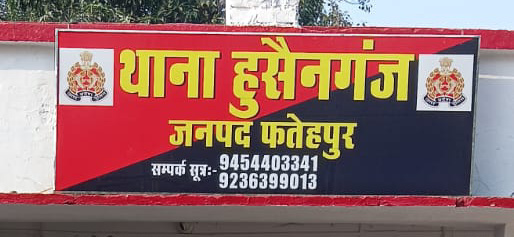 थाना हुसैनगंज
जनपद फतेहपुर
सम्पर्क सूत्र:- 9454403341
9236399013